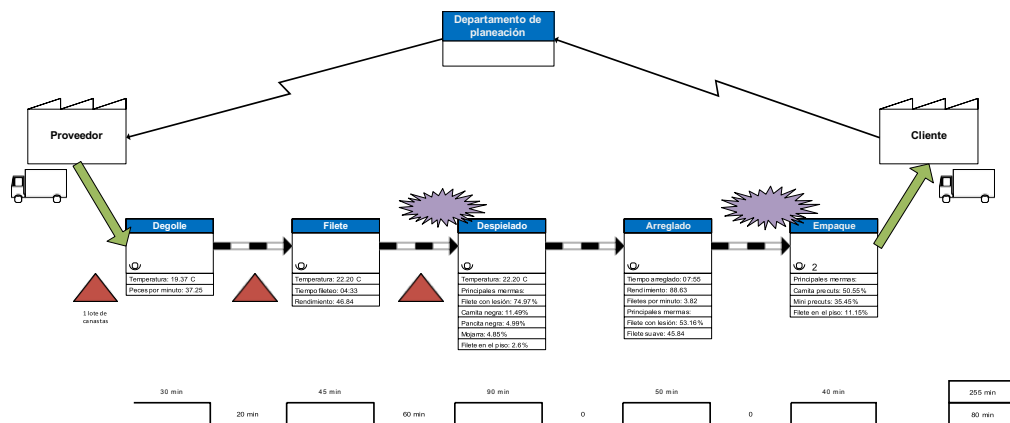 Departamento de
planeación
Proveedor
Cliente
Degolle
Temperatura: 19.37 C
Peces por minuto: 37.25
1 lote de
canastas
Filete
Temperatura: 22.20 C
Tiempo fileteo: 04:33
Rendimiento: 46.84
Despielado
Temperatura: 22.20 C
Principales mermas:
Filete con lesión: 74.97%
Carnita negra: 11.49%
Pancita negra: 4.99%
Mojarra: 4.85%
Filete en el piso: 2.6%
Arreglado
Tiempo arreglado: 07:55
Rendimiento: 88.63
Filetes por minuto: 3.82
Principales mermas:
Filete con lesión: 53.16%
Filete suave: 45.84
Empaque
2
Principales mermas:
Carnita precuts: 50.55%
Mini precuts: 35.45%
Filete en el piso: 11.15%
30 min
45 min
90 min
50 min
40 min
255 min
20 min
60 min
0
0
80 min